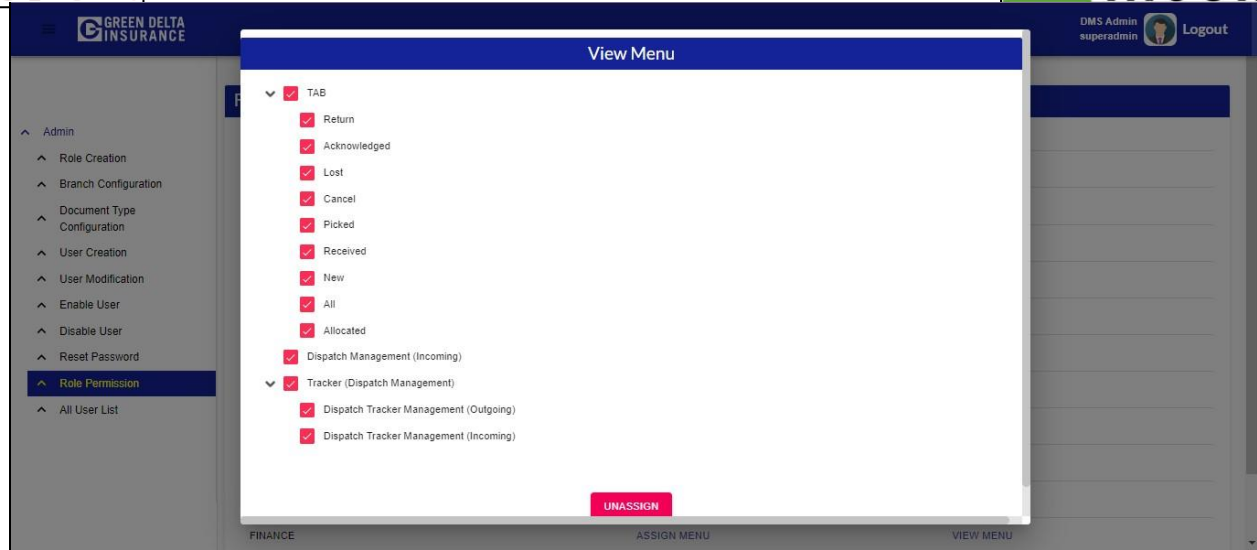 GREEN DELTA
INSURANCE
DMS Admin
superadmin
Logout
View Menu
Admin
Role Creation
Branch Configuration
Document Type
Configuration
User Creation
User Modification
Enable User
Disable User
Reset Password
Role Permission
All User List
TAB
Return
Acknowledged
Lost
Cancel
Picked
Received
New
All
Allocated
Dispatch Management (Incoming)
Tracker (Dispatch Management)
Dispatch Tracker Management (Outgoing)
Dispatch Tracker Management (Incoming)
UNASSIGN
FINANCE ASSIGN MENU VIEW MENU